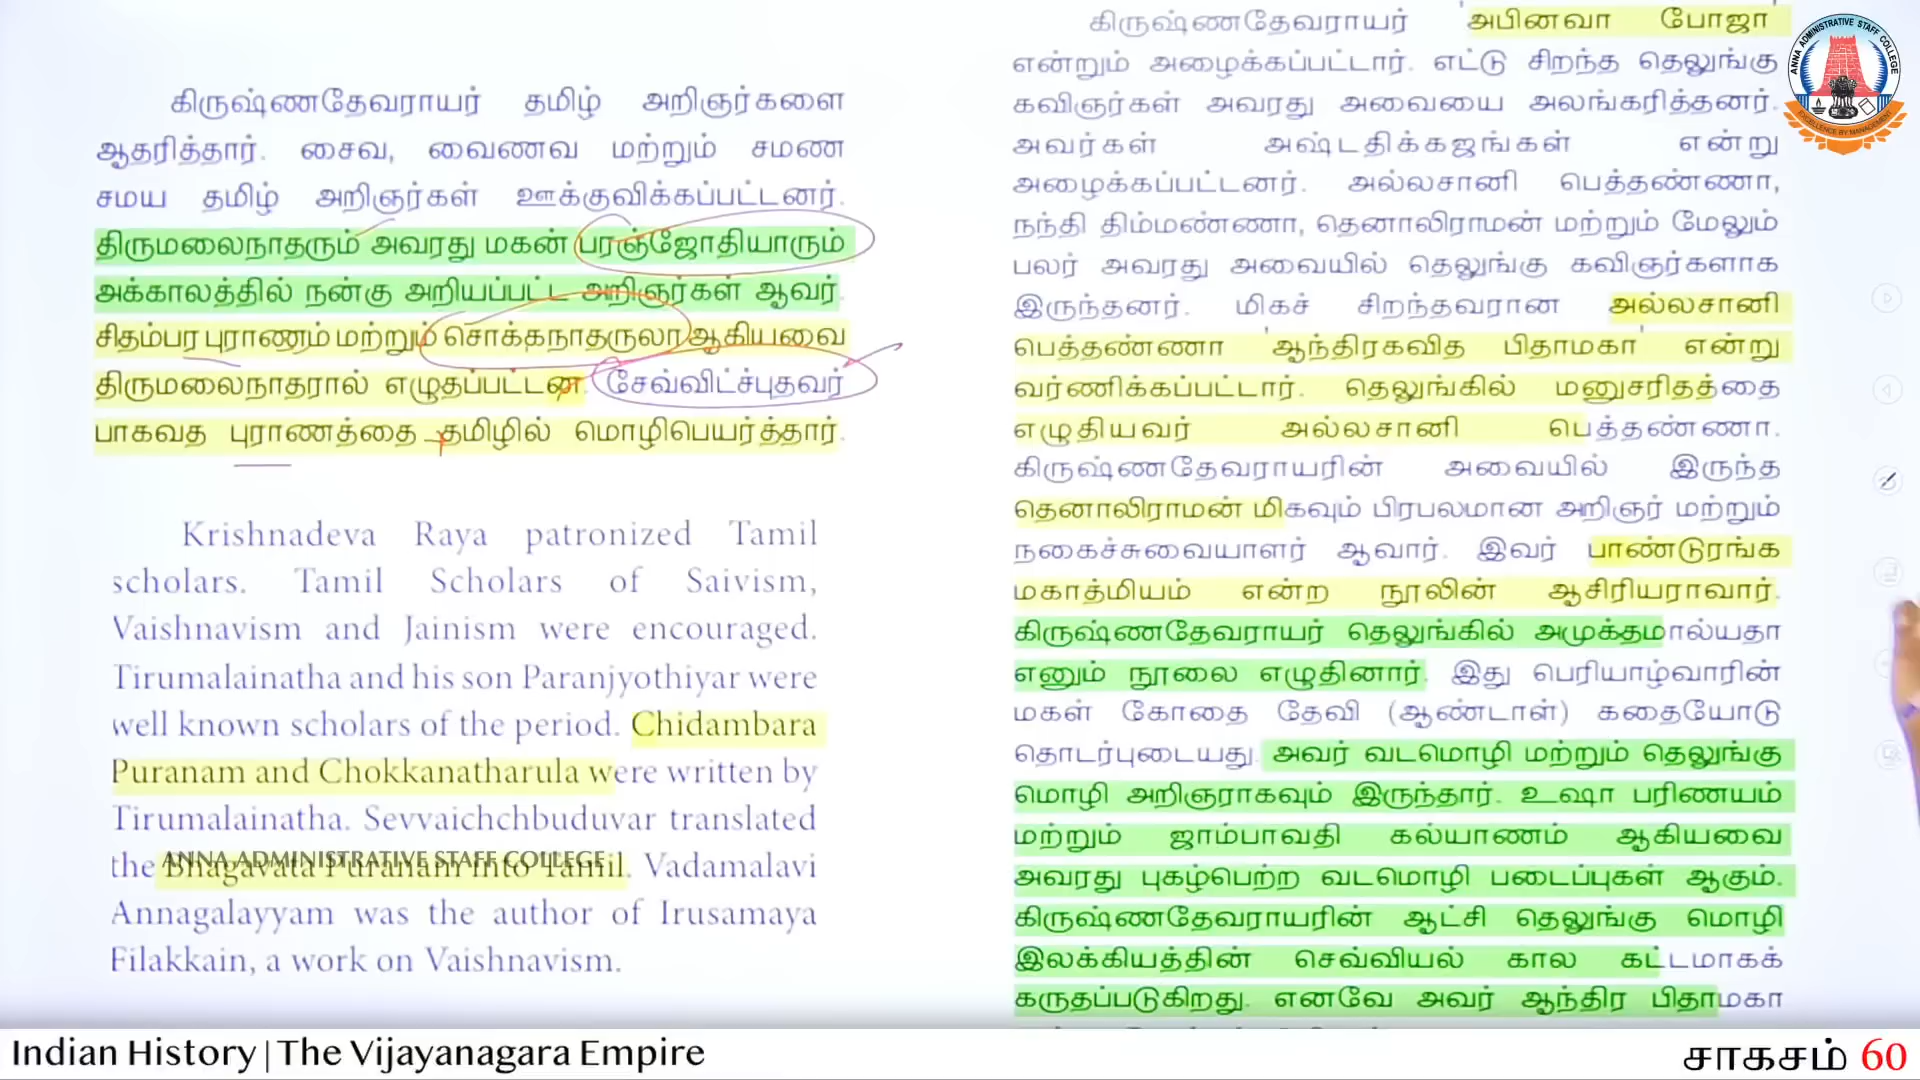 கிருஷ்ணதேவராயர் தமிழ் அறிஞர்களை
ஆதரித்தார். சைவ, வைணவ மற்றும் சமண
சமய தமிழ் அறிஞர்கள் ஊக்குவிக்கப்பட்டனர்.
திருமலைநாதரும் அவரது மகன் பரஞ்ஜோதியாரும்
அக்காலத்தில் நன்கு அறியப்பட்ட அறிஞர்கள் ஆவர்.
சிதம்பர புராணம் மற்றும் சொக்கநாதருலா ஆகியவை
திருமலைநாதரால் எழுதப்பட்டன. சேவ்விட்ச்புதவர்
பாகவத புராணத்தை தமிழில் மொழிபெயர்த்தார்.
Krishnadeva Raya patronized Tamil
scholars. Tamil Scholars of Saivism,
Vaishnavism and Jainism were encouraged.
Tirumalainatha and his son Paranjyothiyar were
well known scholars of the period. Chidambara
Puranam and Chokkanatharula were written by
Tirumalainatha. Sevvaichchbuduvar translated
the Bhagavata Puranam into Tamil. Vadamalavi
ANNA ADMINISTRATIVE STAFF COLLEGE
Annagalayyam was the author of Irusamaya
Filakkain, a work on Vaishnavism.
கிருஷ்ணதேவராயர் 'அபினவா போஜா'
என்றும் அழைக்கப்பட்டார். எட்டு சிறந்த தெலுங்கு
கவிஞர்கள் அவரது அவையை அலங்கரித்தனர்.
அவர்கள் அஷ்டதிக்கஜங்கள் என்று
அழைக்கப்பட்டனர். அல்லசானி பெத்தண்ணா,
நந்தி திம்மண்ணா, தெனாலிராமன் மற்றும் மேலும்
பலர் அவரது அவையில் தெலுங்கு கவிஞர்களாக
இருந்தனர். மிகச் சிறந்தவரான அல்லசானி
பெத்தண்ணா 'ஆந்திரகவித பிதாமகா' என்று
வர்ணிக்கப்பட்டார். தெலுங்கில் மனுசரிதத்தை
எழுதியவர் அல்லசானி பெத்தண்ணா.
கிருஷ்ணதேவராயரின் அவையில் இருந்த
தெனாலிராமன் மிகவும் பிரபலமான அறிஞர் மற்றும்
நகைச்சுவையாளர் ஆவார். இவர் பாண்டுரங்க
மகாத்மியம் என்ற நூலின் ஆசிரியராவார்.
கிருஷ்ணதேவராயர் தெலுங்கில் அமுக்தமால்யதா
எனும் நூலை எழுதினார். இது பெரியாழ்வாரின்
மகள் கோதை தேவி (ஆண்டாள்) கதையோடு
தொடர்புடையது. அவர் வடமொழி மற்றும் தெலுங்கு
மொழி அறிஞராகவும் இருந்தார். உஷா பரிணயம்
மற்றும் ஜாம்பாவதி கல்யாணம் ஆகியவை
அவரது புகழ்பெற்ற வடமொழி படைப்புகள் ஆகும்.
கிருஷ்ணதேவராயரின் ஆட்சி தெலுங்கு மொழி
இலக்கியத்தின் செவ்வியல் கால கட்டமாகக்
கருதப்படுகிறது. எனவே அவர் ஆந்திர பிதாமகா
ANNA ADMINISTRATIVE STAFF COLLEGE
EXCELLENCE BY MANAGEMENT
Indian History | The Vijayanagara Empire
சாகசம் 60